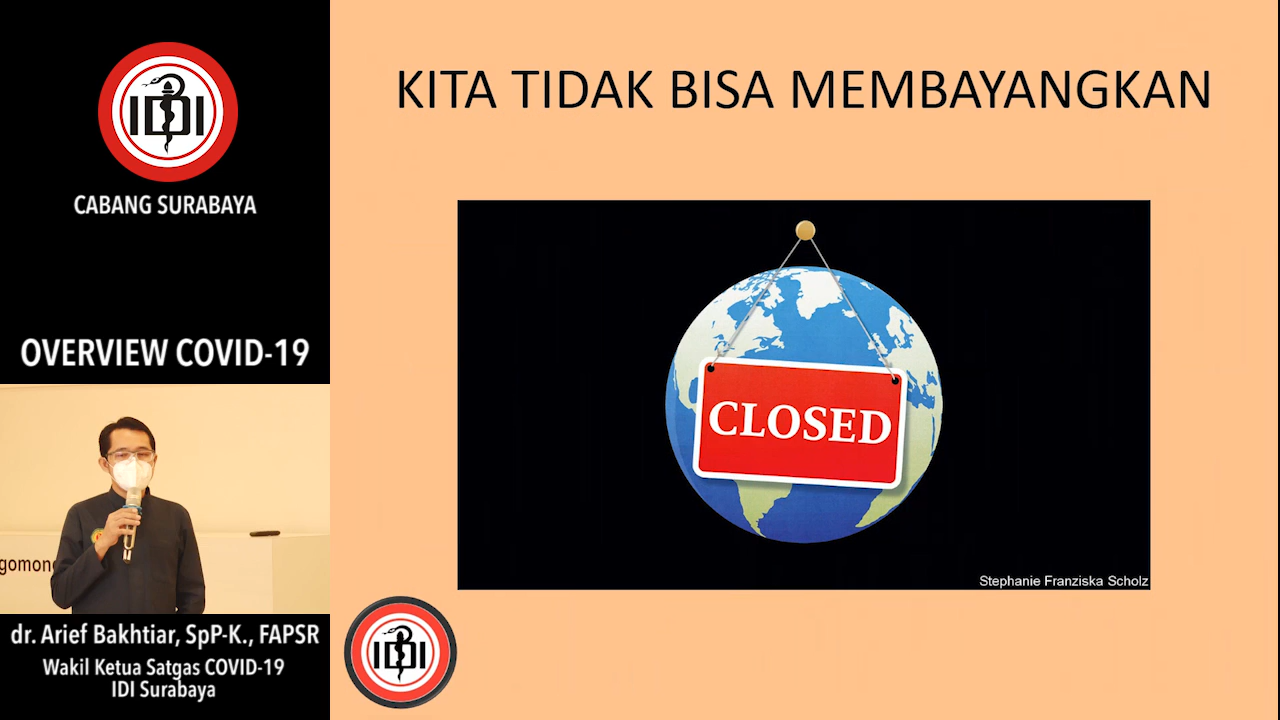 IDI
CABANG SURABAYA
OVERVIEW COVID-19
gomong
dr. Arief Bakhtiar, SpP-K., FAPSR
Wakil Ketua Satgas COVID-19
IDI Surabaya
KITA TIDAK BISA MEMBAYANGKAN
CLOSED
Stephanie Franziska Scholz
IDI